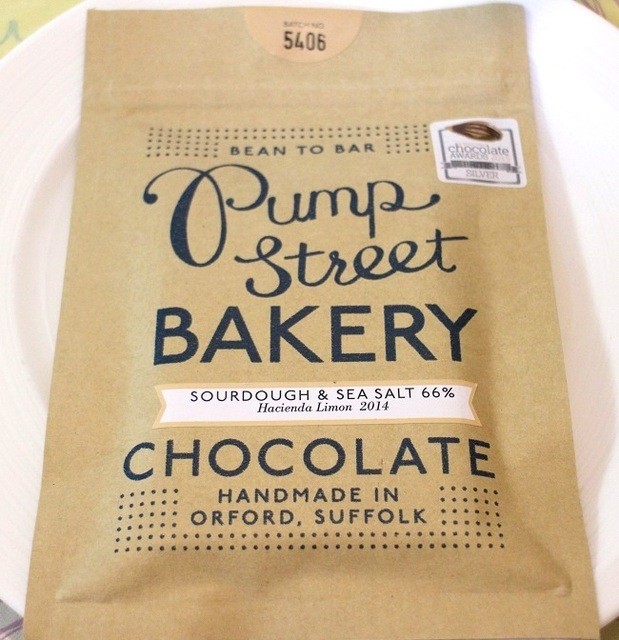 BATCH NO.
5406
BEAN TO BAR
chocolate
AWARDS
SILVER
Pump
Street
BAKERY
SOURDOUGH & SEA SALT 66%
Hacienda Limon 2014
CHOCOLATE
HANDMADE IN
ORFORD, SUFFOLK